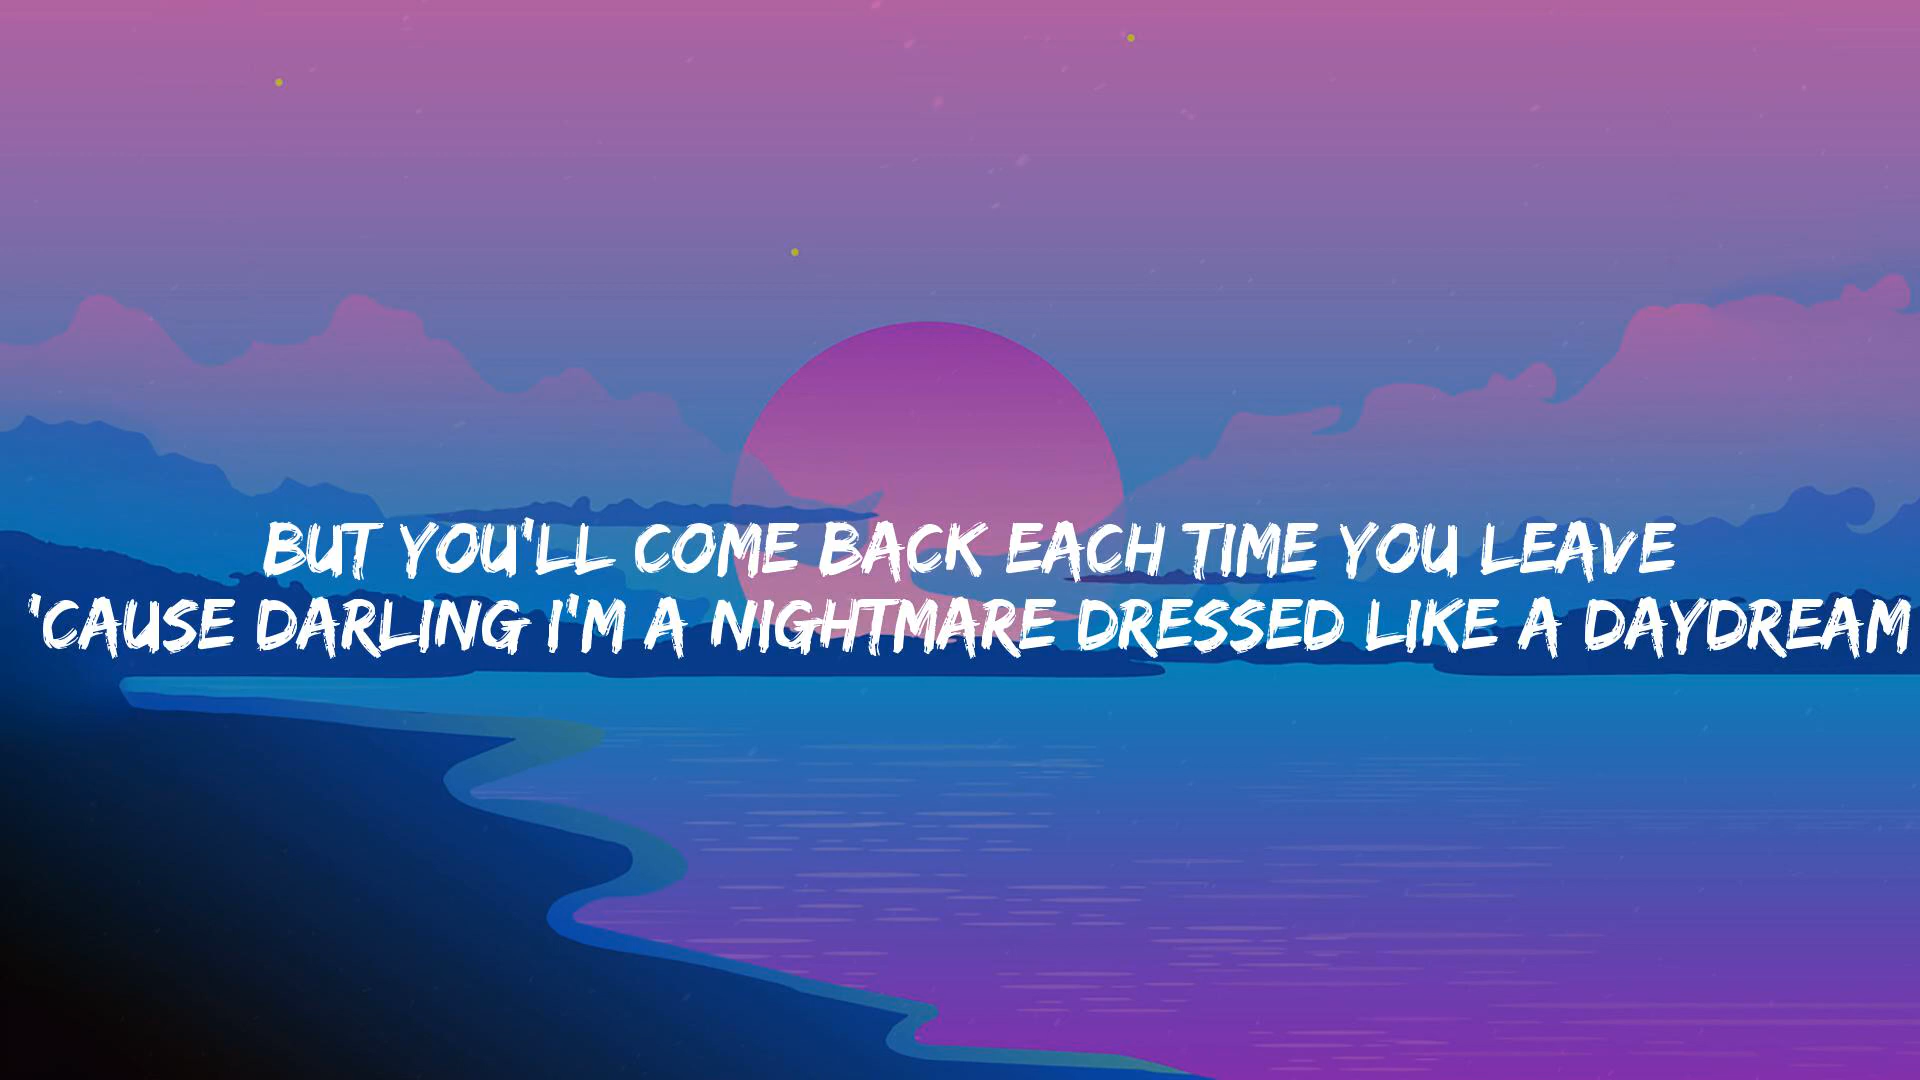 BUT YOU'LL COME BACK EACH TIME YOU LEAVE
'CAUSE DARLING I'M A NIGHTMARE DRESSED LIKE A DAYDREAM